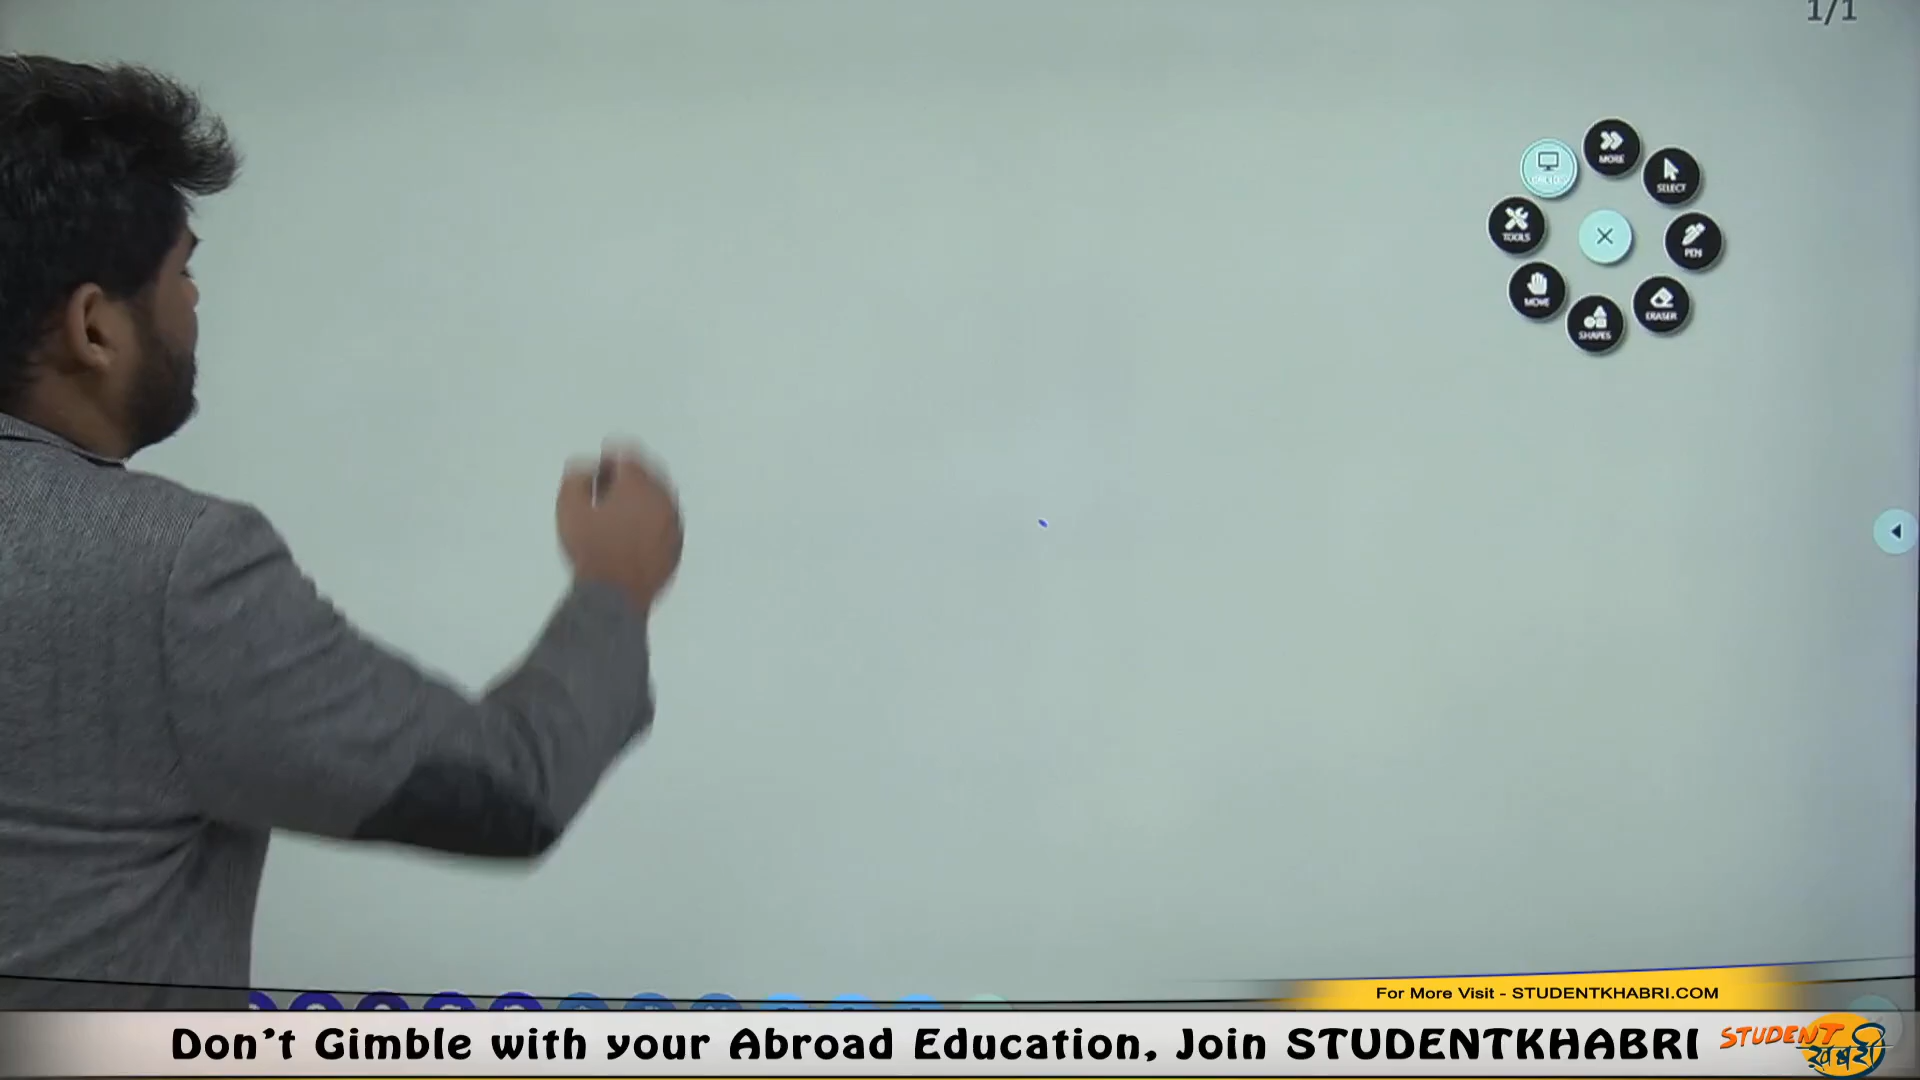 1/1
MORE
SELECT
TOOLS
PEN
MOVE
ERASER
SHAPES
For More Visit - STUDENTKHABRI.COM
Don't Gimble with your Abroad Education, Join STUDENTKHABRI
STUDENT
ख़बरी